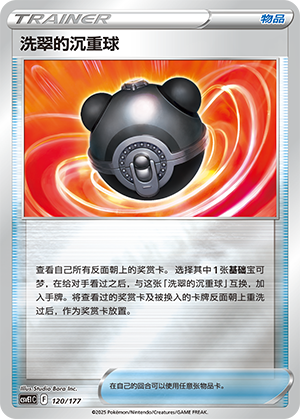 TRAINER
物品
洗翠的沉重球
查看自己所有反面朝上的奖赏卡。选择其中1张基础宝可
梦,在给对手看过之后,与这张「洗翠的沉重球」互换,加
入手牌。将查看过的奖赏卡及被换入的卡牌反面朝上重洗
过后,作为奖赏卡放置。
Illus. Studio Bora Inc.
F
120/177
在自己的回合可以使用任意张物品卡。
©2025 Pokémon/Nintendo/Creatures/GAME FREAK.